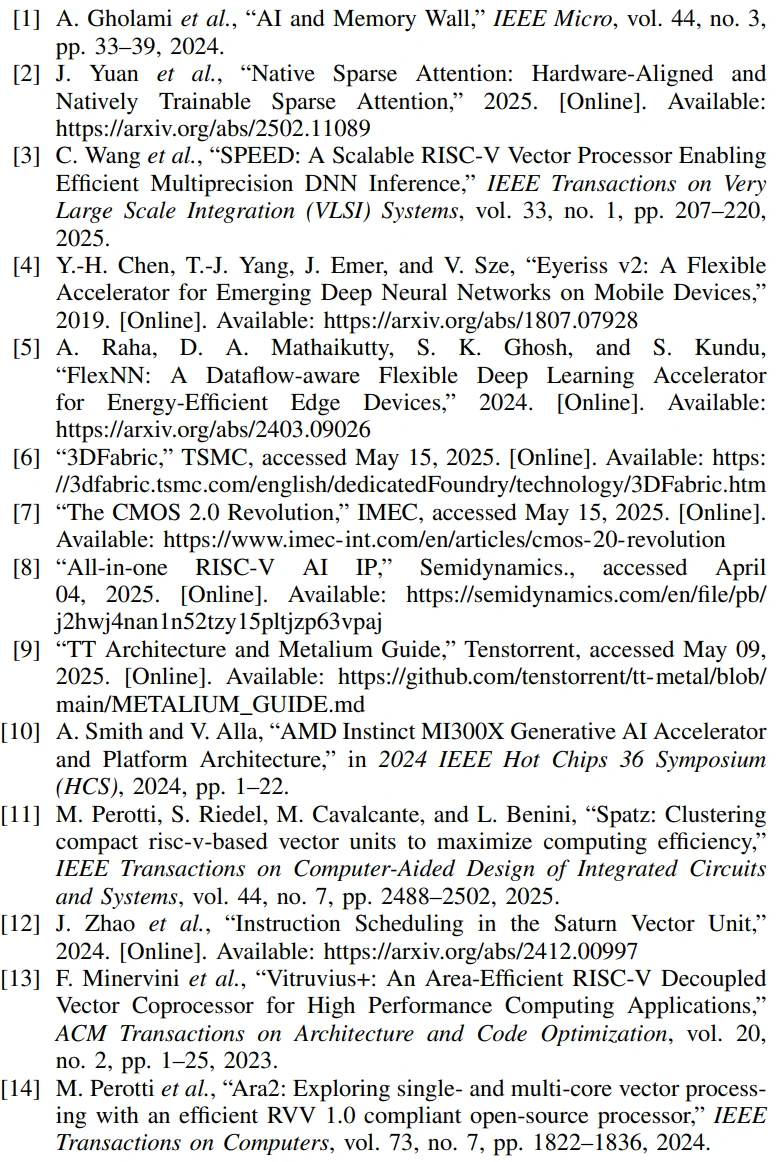 [1] A. Gholami et al., “AI and Memory Wall,” IEEE Micro, vol. 44, no. 3,
pp. 33–39, 2024.
[2] J. Yuan et al., “Native Sparse Attention: Hardware-Aligned and
Natively Trainable Sparse Attention,” 2025. [Online]. Available:
https://arxiv.org/abs/2502.11089
[3] C. Wang et al., “SPEED: A Scalable RISC-V Vector Processor Enabling
Efficient Multiprecision DNN Inference,” IEEE Transactions on Very
Large Scale Integration (VLSI) Systems, vol. 33, no. 1, pp. 207–220,
2025.
[4] Y.-H. Chen, T.-J. Yang, J. Emer, and V. Sze, “Eyeriss v2: A Flexible
Accelerator for Emerging Deep Neural Networks on Mobile Devices,”
2019. [Online]. Available: https://arxiv.org/abs/1807.07928
[5] A. Raha, D. A. Mathaikutty, S. K. Ghosh, and S. Kundu,
“FlexNN: A Dataflow-aware Flexible Deep Learning Accelerator
for Energy-Efficient Edge Devices,” 2024. [Online]. Available:
https://arxiv.org/abs/2403.09026
[6] “3DFabric,” TSMC, accessed May 15, 2025. [Online]. Available: https:
//3dfabric.tsmc.com/english/dedicatedFoundry/technology/3DFabric.htm
[7] “The CMOS 2.0 Revolution,” IMEC, accessed May 15, 2025. [Online].
Available: https://www.imec-int.com/en/articles/cmos-20-revolution
[8] “All-in-one RISC-V AI IP,” Semidynamics., accessed April
04, 2025. [Online]. Available: https://semidynamics.com/en/file/pb/
j2hwj4nan1n52tzy15pltjzp63vpaj
[9] “TT Architecture and Metalium Guide,” Tenstorrent, accessed May 09,
2025. [Online]. Available: https://github.com/tenstorrent/tt-metal/blob/
main/METALIUM_GUIDE.md
[10] A. Smith and V. Alla, “AMD Instinct MI300X Generative AI Accelerator
and Platform Architecture,” in 2024 IEEE Hot Chips 36 Symposium
(HCS), 2024, pp. 1–22.
[11] M. Perotti, S. Riedel, M. Cavalcante, and L. Benini, “Spatz: Clustering
compact risc-v-based vector units to maximize computing efficiency,”
IEEE Transactions on Computer-Aided Design of Integrated Circuits
and Systems, vol. 44, no. 7, pp. 2488–2502, 2025.
[12] J. Zhao et al., “Instruction Scheduling in the Saturn Vector Unit,”
2024. [Online]. Available: https://arxiv.org/abs/2412.00997
[13] F. Minervini et al., “Vitruvius+: An Area-Efficient RISC-V Decoupled
Vector Coprocessor for High Performance Computing Applications,”
ACM Transactions on Architecture and Code Optimization, vol. 20,
no. 2, pp. 1–25, 2023.
[14] M. Perotti et al., “Ara2: Exploring single- and multi-core vector process-
ing with an efficient RVV 1.0 compliant open-source processor,” IEEE
Transactions on Computers, vol. 73, no. 7, pp. 1822–1836, 2024.